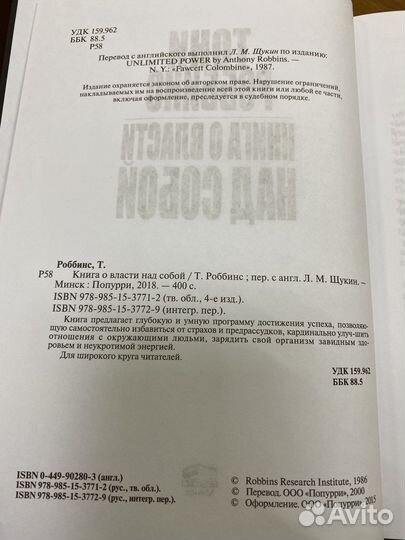 УДК 159.962
ББК 88.5
Р58
Перевод с английского выполнил Л. М. Щукин по изданию:
UNLIMITED POWER by Anthony Robbins. —
N. Y.: «Fawcett Colombine», 1987.
Издание охраняется законом об авторском праве. Нарушение ограничений,
накладываемых им на воспроизведение всей этой книги или любой ее части,
включая оформление, преследуется в судебном порядке.
КНИГА О ВЛАСТИ
НАД СОБОЙ
Роббинс, Т.
Р58 Книга о власти над собой / Т. Роббинс ; пер. с англ. Л. М. Щукин. —
Минск : Попурри, 2018. — 400 с.
ISBN 978-985-15-3771-2 (тв. обл., 4-е изд.)
ISBN 978-985-15-3772-9 (интегр. пер.).
Книга предлагает глубокую и умную программу достижения успеха, позволяю-
щую самостоятельно избавиться от страхов и предрассудков, кардинально улуч-шить
отношения с окружающими людьми, зарядить свой организм завидным здо-
ровьем и неукротимой энергией.
Для широкого круга читателей.
УДК 159.962
ББК 88.5
ISBN 0-449-90280-3 (англ.)
ISBN 978-985-15-3771-2 (рус., тв. обл.)
ISBN 978-985-15-3772-9 (рус., интегр. пер.)
© Robbins Research Institute, 1986
© Перевод. ООО «Попурри», 2000
© Оформление. ООО «Попурри», 2015
Avito